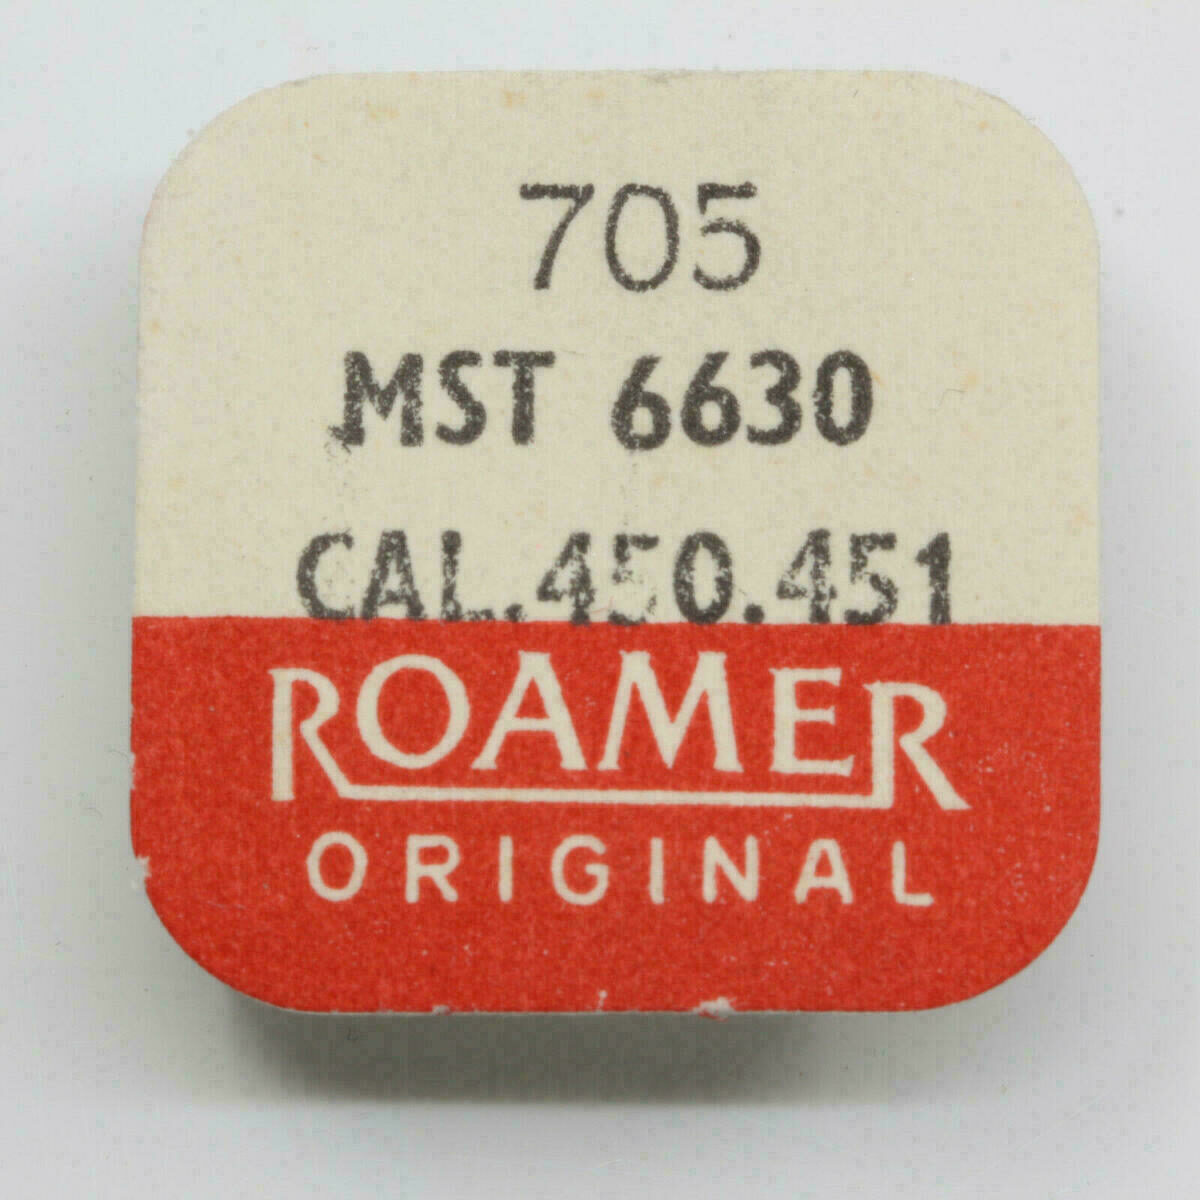 705
MST 6630
CAL.450.451
ROAMER
ORIGINAL